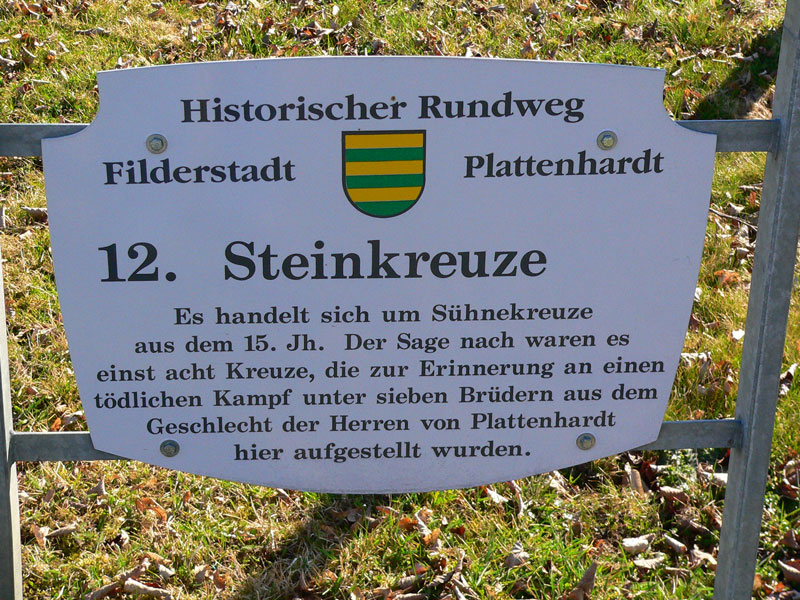 Historischer Rundweg
Filderstadt Plattenhardt
12. Steinkreuze
Es handelt sich um Sühnekreuze
aus dem 15. Jh. Der Sage nach waren es
einst acht Kreuze, die zur Erinnerung an einen
tödlichen Kampf unter sieben Brüdern aus dem
Geschlecht der Herren von Plattenhardt
hier aufgestellt wurden.